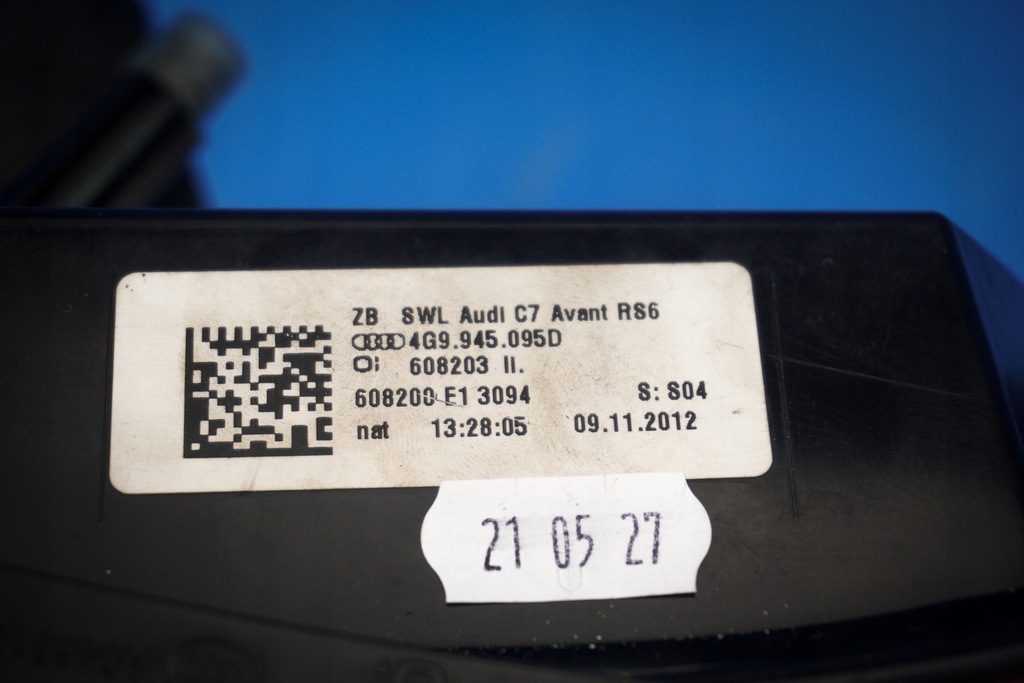 ZB SWL Audi C7 Avant RS6
4G9.945.095D
608203 II.
608200 E1 3094 S: S04
nat 13:28:05 09.11.2012
21 05 27